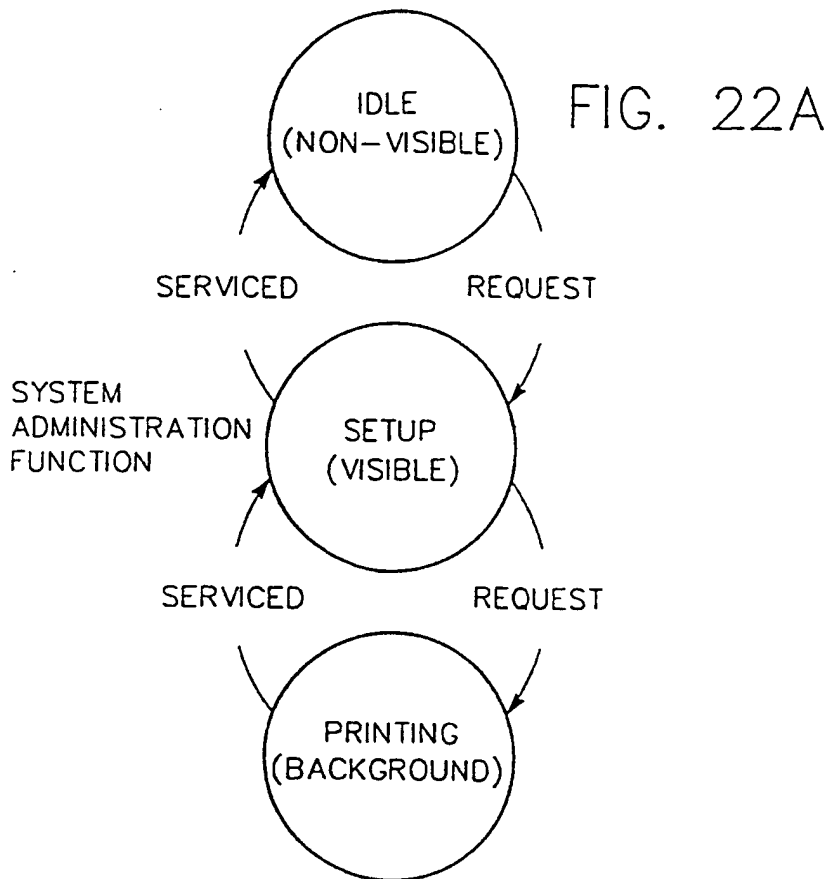 IDLE
(NON-VISIBLE)
FIG. 22A
SERVICED
REQUEST
SYSTEM
ADMINISTRATION
FUNCTION
SETUP
(VISIBLE)
SERVICED
REQUEST
PRINTING
(BACKGROUND)